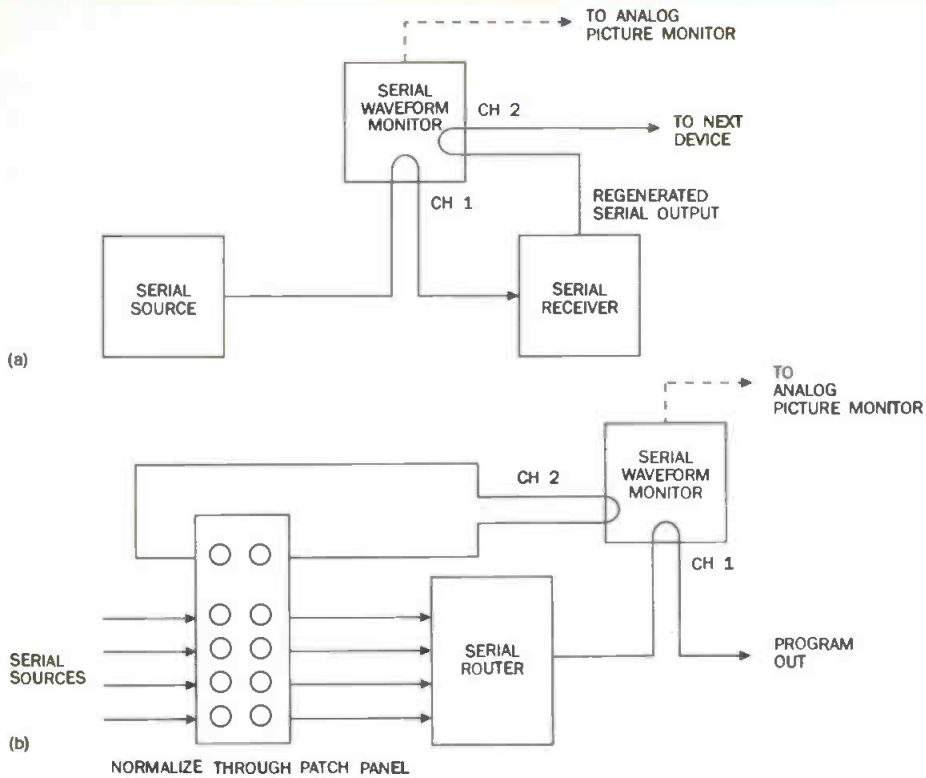 TO ANALOG
PICTURE MONITOR
SERIAL
WAVEFORM
MONITOR
CH 2
TO NEXT
DEVICE
CH 1
REGENERATED
SERIAL OUTPUT
SERIAL
SOURCE
SERIAL
RECEIVER
(a)
TO
ANALOG
PICTURE MONITOR
SERIAL
WAVEFORM
MONITOR
CH 2
CH 1
SERIAL
SOURCES
SERIAL
ROUTER
PROGRAM
OUT
(b)
NORMALIZE THROUGH PATCH PANEL